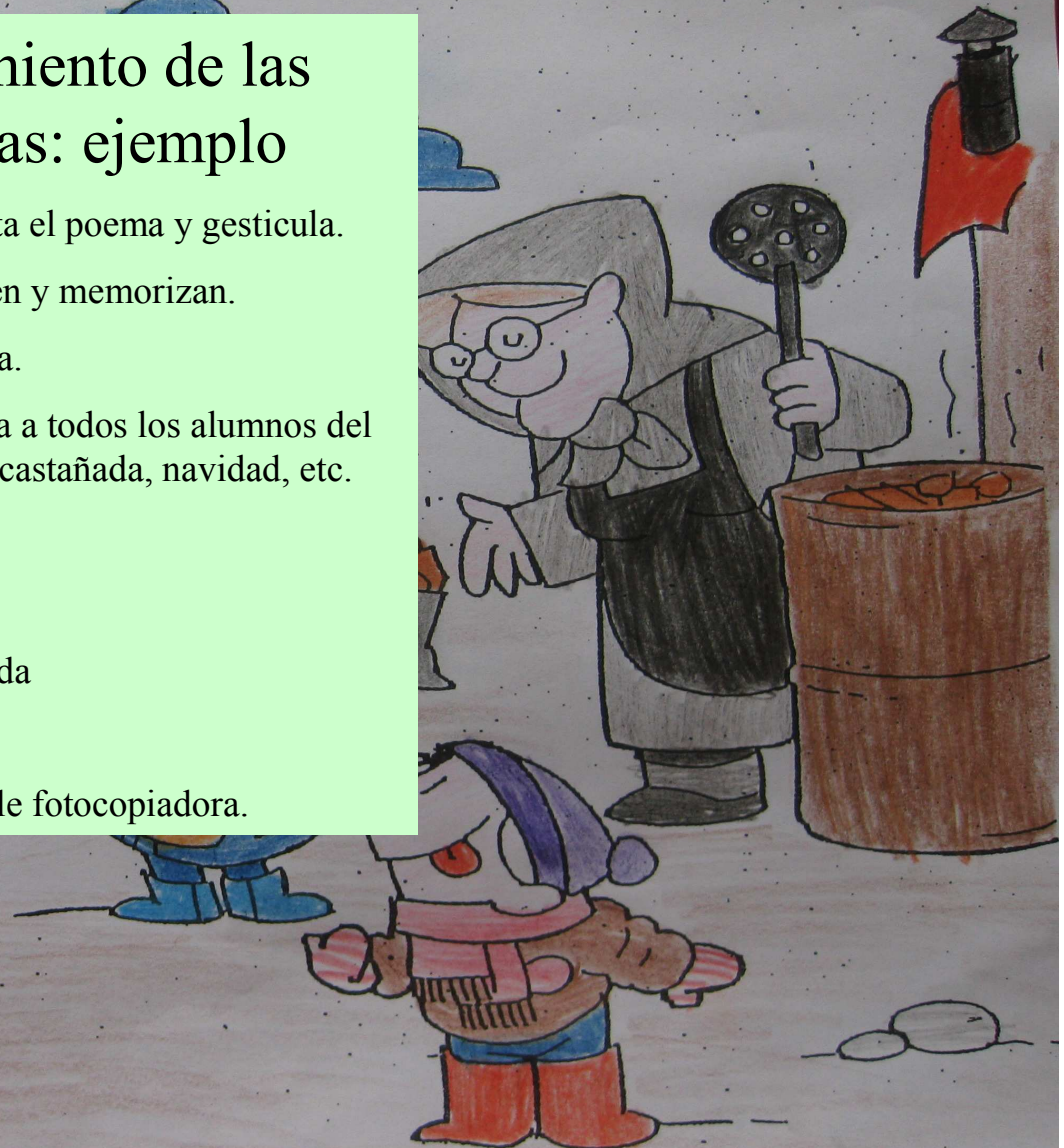 miento de las
as: ejemplo
ta el poema y gesticula.
en y memorizan.
a.
a a todos los alumnos del
castañada, navidad, etc.
da
le fotocopiadora.